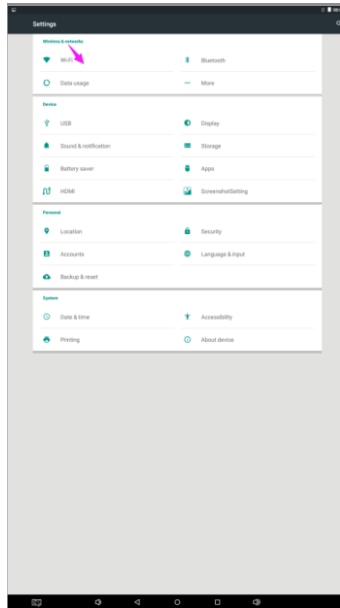 Settings
Wireless & networks
Wi-Fi
Bluetooth
Data usage
More
Device
USB
Display
Sound & notification
Storage
Battery saver
Apps
HDMI
ScreenshotSetting
Personal
Location
Security
Accounts
Language & input
Backup & reset
System
Date & time
Accessibility
Printing
About device